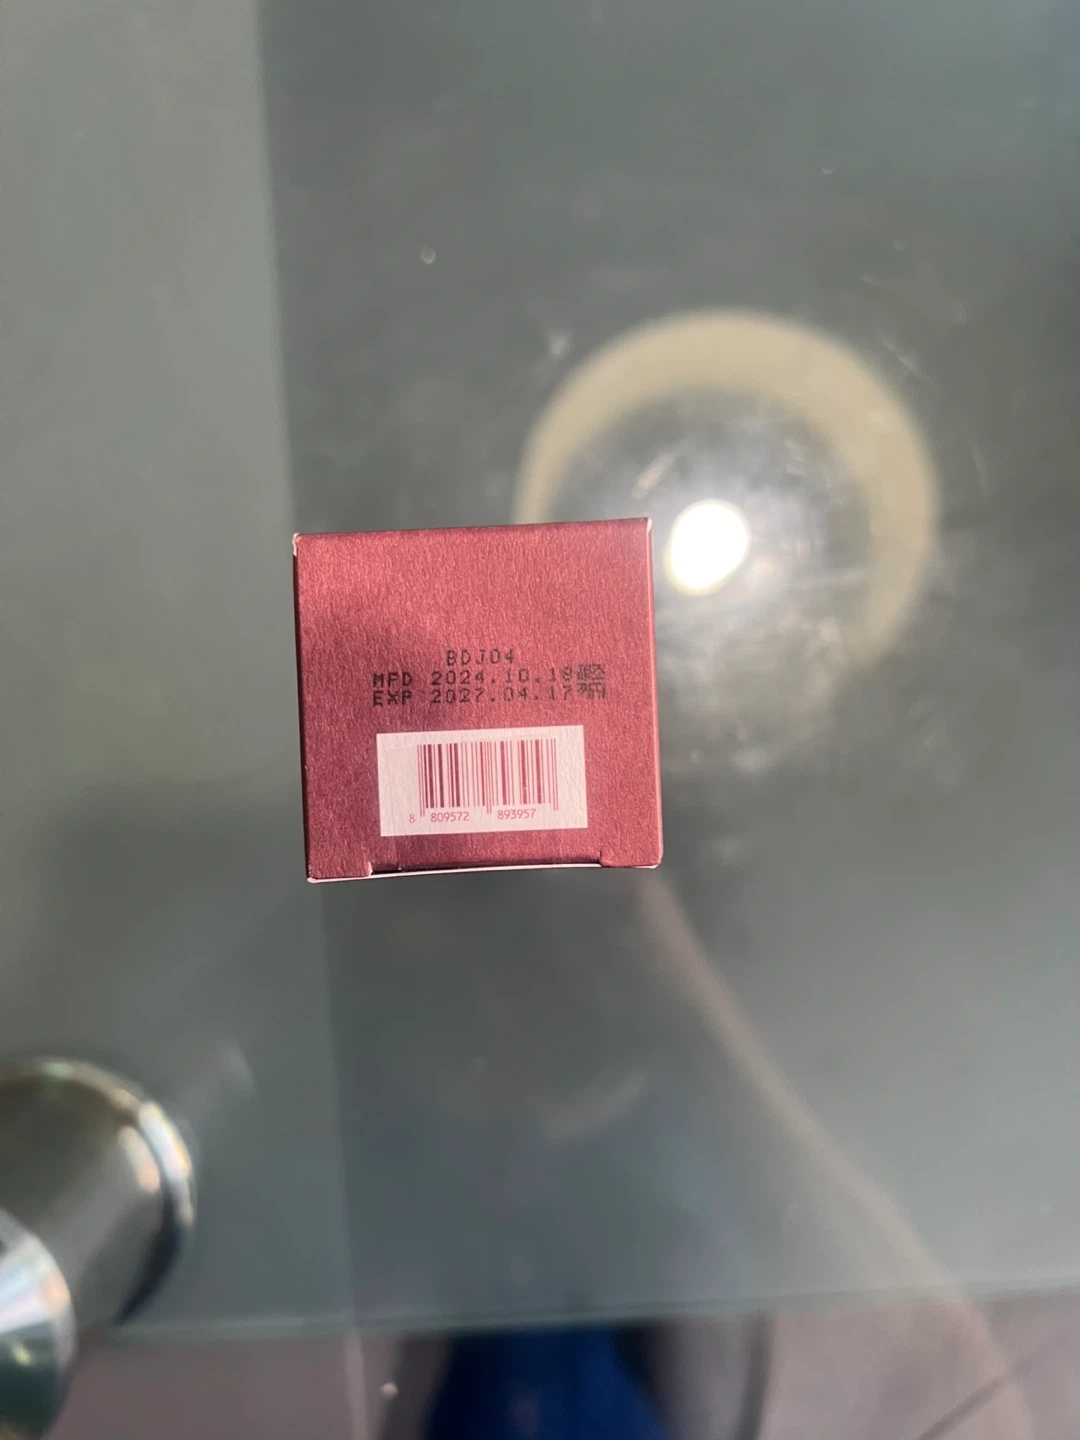 BDJ04
MFD 2024.10.18
EXP 2027.04.17
8 809572 893957